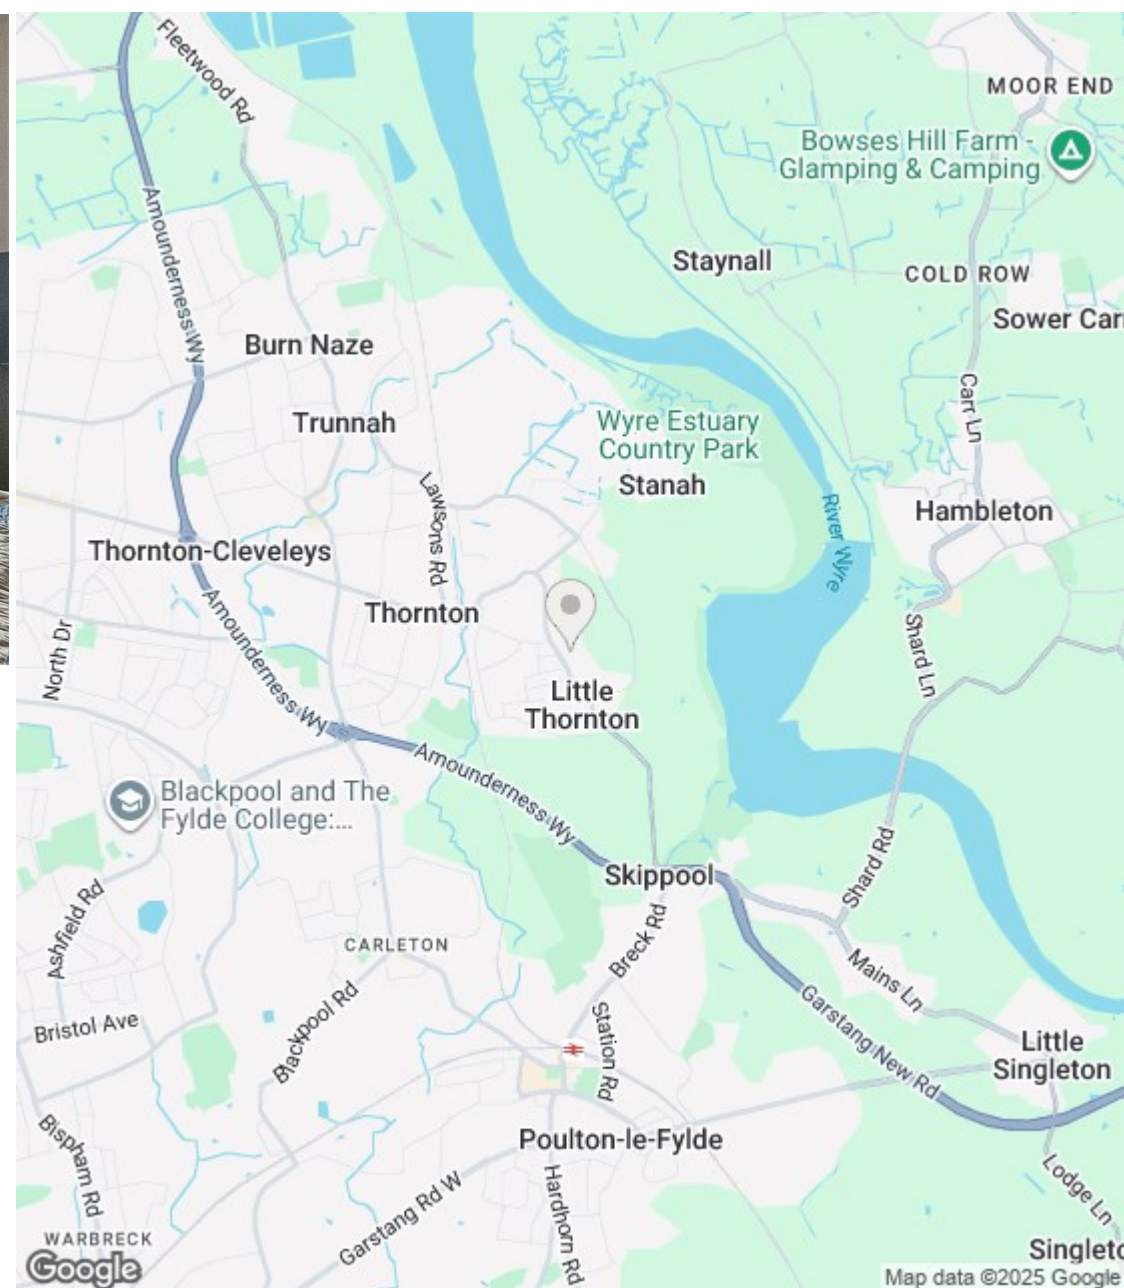 Fleetwood Rd
MOOR END
Bowses Hill Farm -
Glamping & Camping
Amounderness Wy
Staynall
COLD ROW
Sower Car
Burn Naze
Carr Ln
Trunnah
Wyre Estuary
Country Park
Stanah
Lawsons Rd
River Wyre
Hambleton
Thornton-Cleveleys
Thornton
Amounderness Wy
North Dr
Shard Ln
Little
Thornton
Amounderness Wy
Blackpool and The
Fylde College:...
Skippool
Shard Rd
Ashfield Rd
CARLETON
Breck Rd
Mains Ln
Bristol Ave
Blackpool Rd
Station Rd
Garstang New Rd
Little
Singleton
Bispham Rd
Poulton-le-Fylde
Hardhorn Rd
Garstang Rd W
Lodge Ln
WARBRECK
Singleto
Google
Map data ©2025 Google